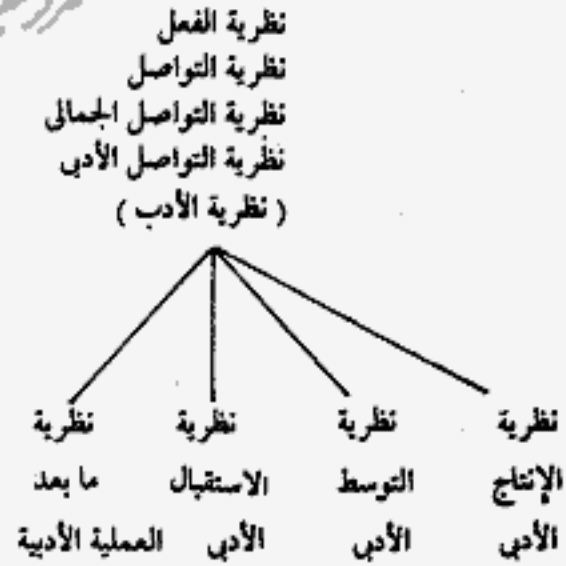 نظرية الفعل
نظرية التواصل
نظرية التواصل الجمالى
نظرية التواصل الأدبى
( نظرية الأدب )
نظرية نظرية نظرية نظرية
الإنتاج التوسط الاستقبال ما بعد
الأدبى الأدبى الأدبى العملية الأدبية